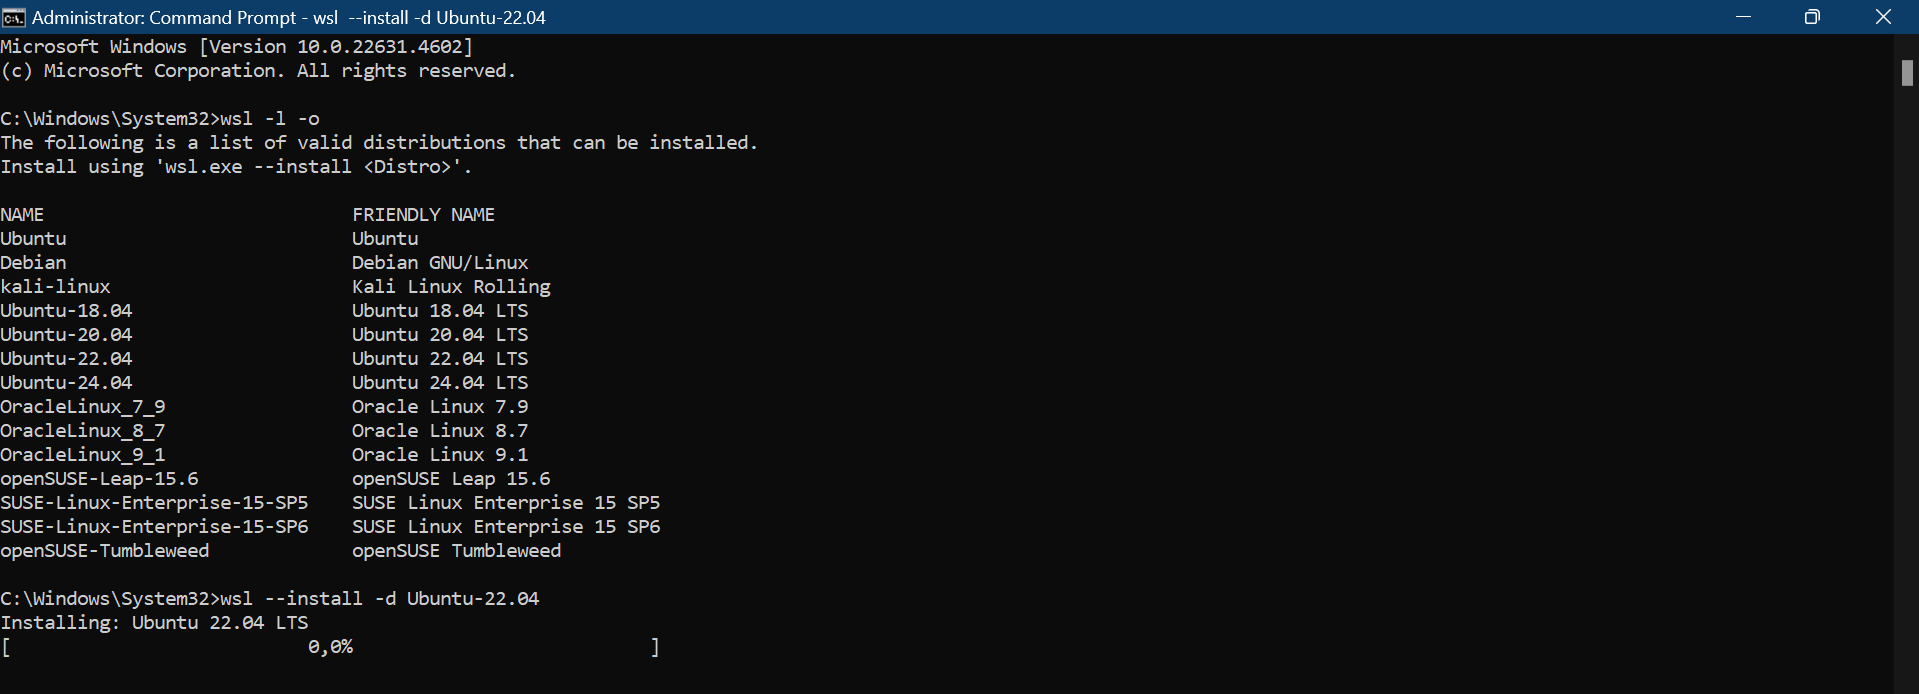 Administrator: Command Prompt - wsl  --install -d Ubuntu-22.04
Microsoft Windows [Version 10.0.22631.4602]
(c) Microsoft Corporation. All rights reserved.
C:\Windows\System32>wsl -l -o
The following is a list of valid distributions that can be installed.
Install using 'wsl.exe --install <Distro>'.
NAME                            FRIENDLY NAME
Ubuntu                          Ubuntu
Debian                          Debian GNU/Linux
kali-linux                      Kali Linux Rolling
Ubuntu-18.04                    Ubuntu 18.04 LTS
Ubuntu-20.04                    Ubuntu 20.04 LTS
Ubuntu-22.04                    Ubuntu 22.04 LTS
Ubuntu-24.04                    Ubuntu 24.04 LTS
OracleLinux_7_9                 Oracle Linux 7.9
OracleLinux_8_7                 Oracle Linux 8.7
OracleLinux_9_1                 Oracle Linux 9.1
openSUSE-Leap-15.6              openSUSE Leap 15.6
SUSE-Linux-Enterprise-15-SP5    SUSE Linux Enterprise 15 SP5
SUSE-Linux-Enterprise-15-SP6    SUSE Linux Enterprise 15 SP6
openSUSE-Tumbleweed             openSUSE Tumbleweed
C:\Windows\System32>wsl --install -d Ubuntu-22.04
Installing: Ubuntu 22.04 LTS
[                           0,0%                           ]